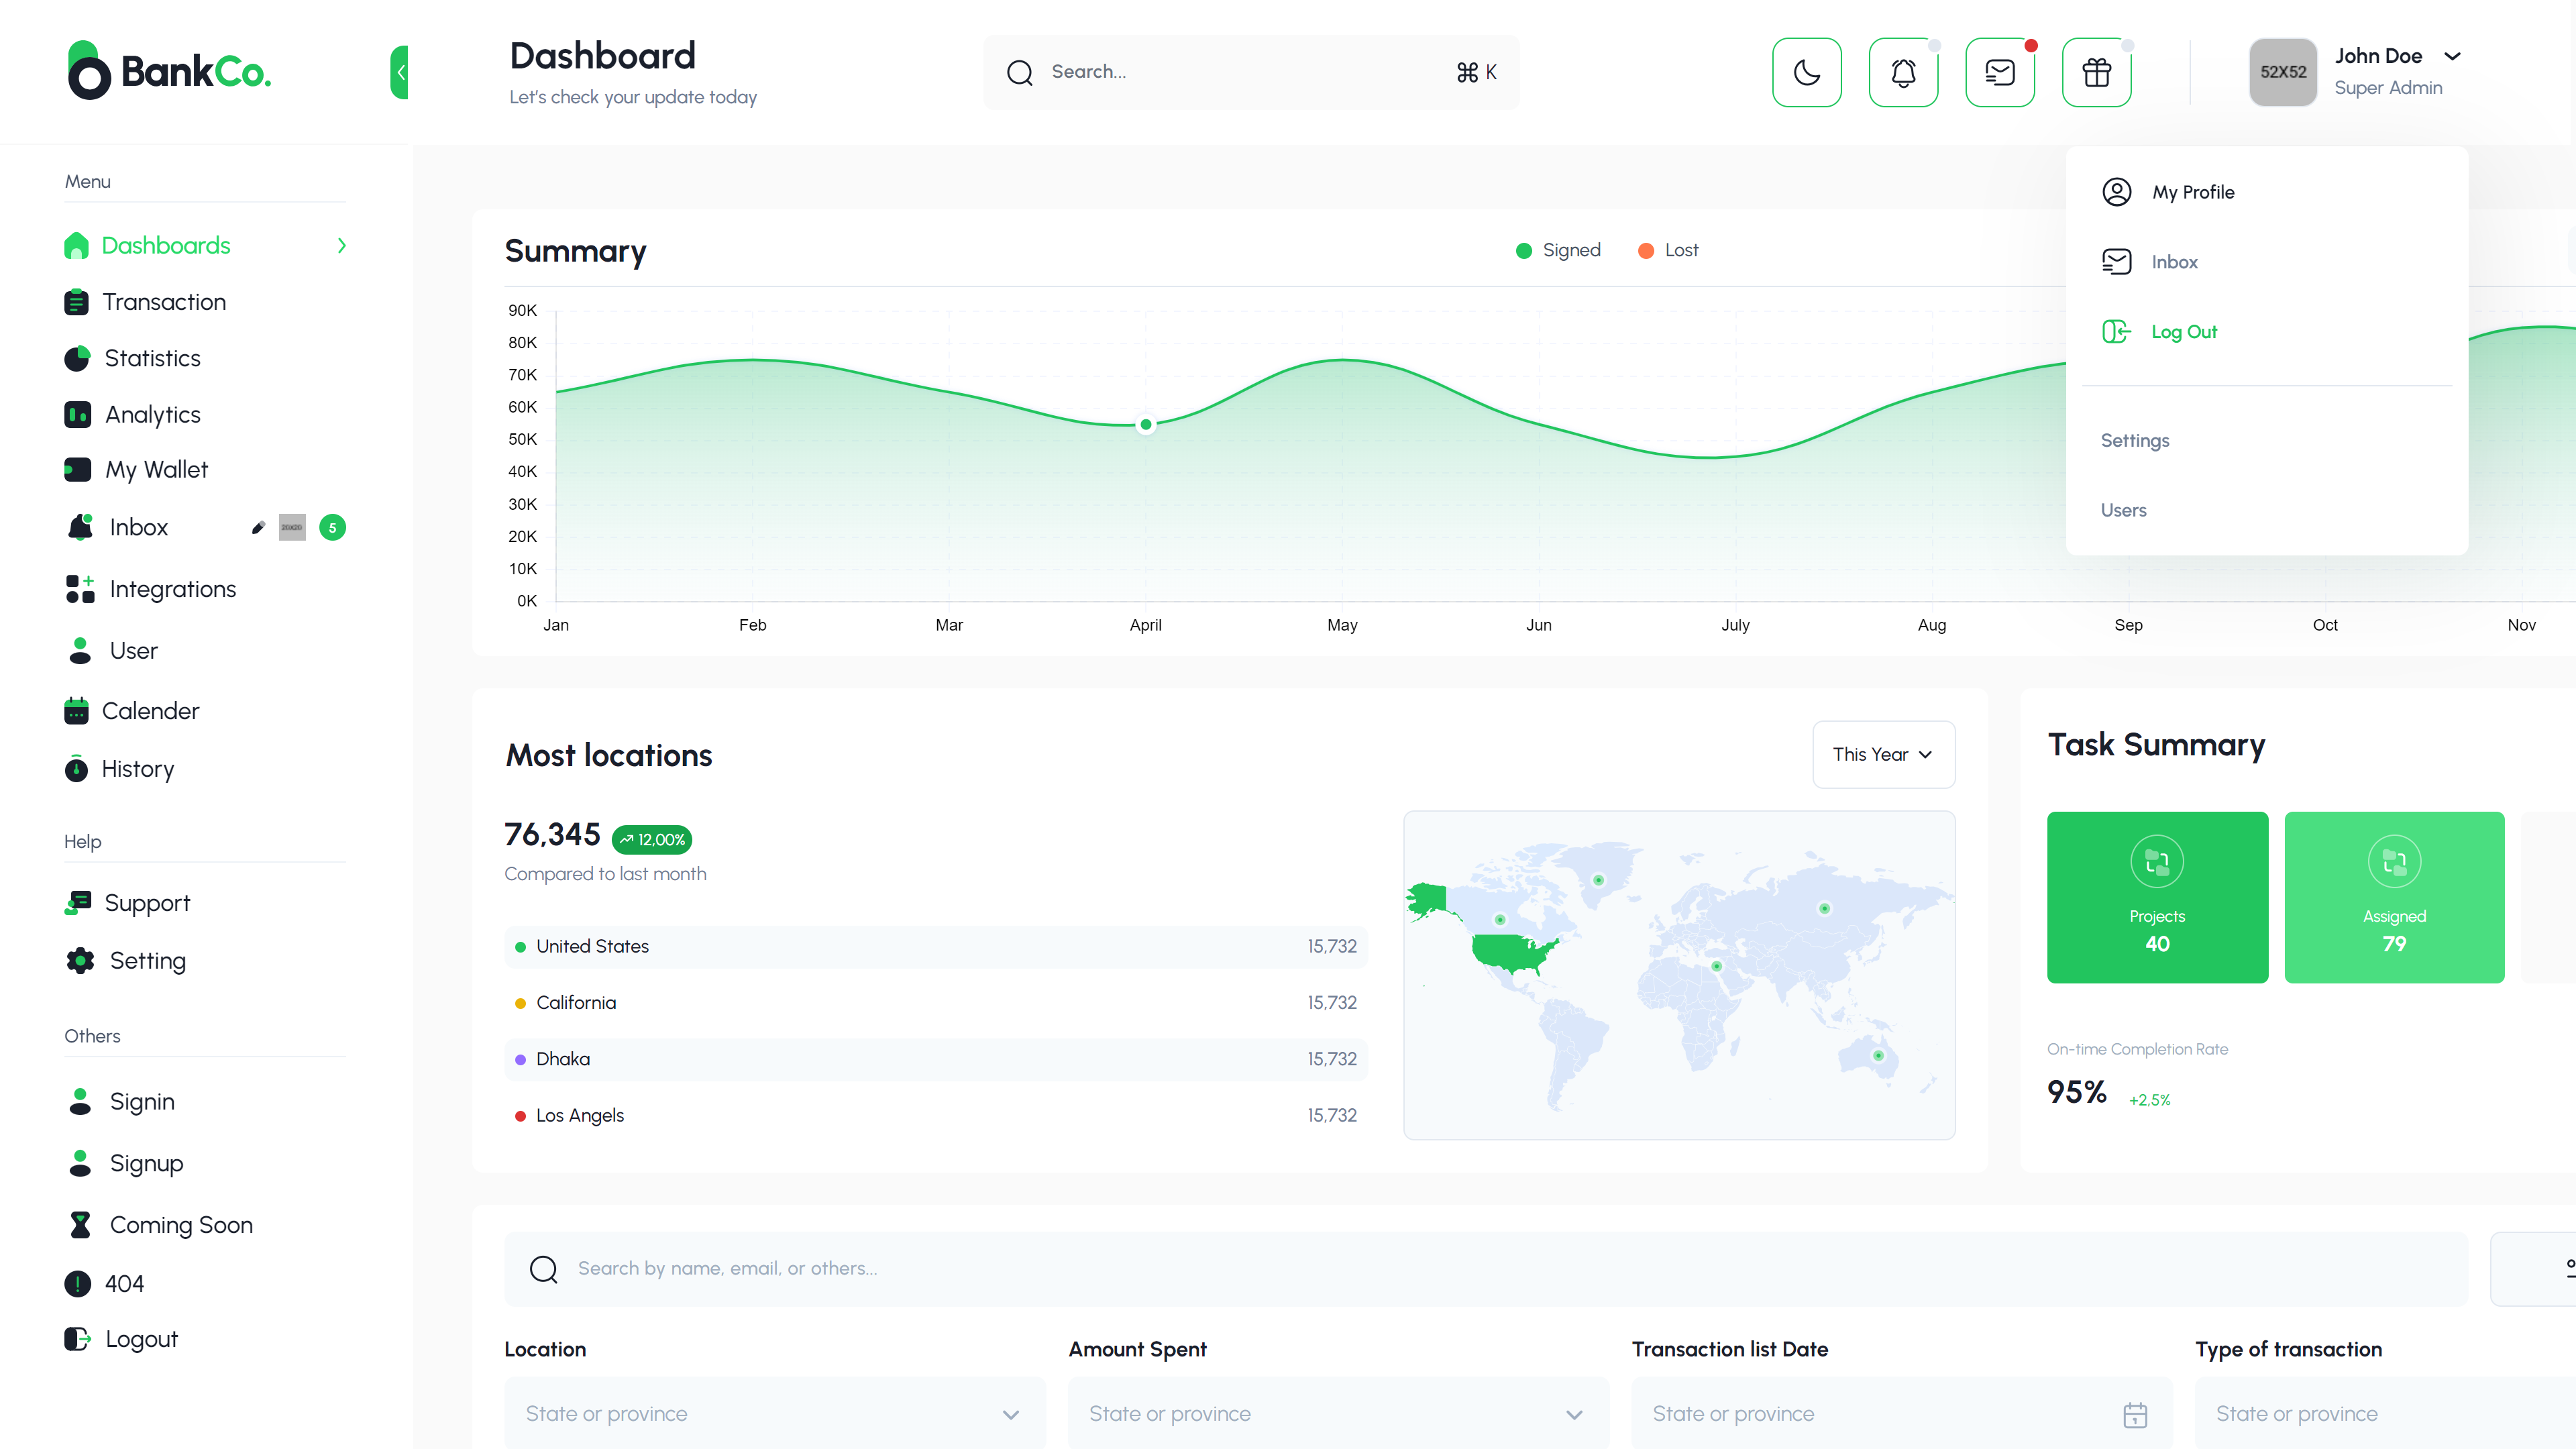 BankCo.
Dashboard
Let's check your update today
Search...
⌘ K
52X52
John Doe
Super Admin
Menu
Dashboards
Transaction
Statistics
Analytics
My Wallet
Inbox
20X20
5
Integrations
User
Calender
History
Help
Support
Setting
Others
Signin
Signup
Coming Soon
404
Logout
My Profile
Inbox
Log Out
Settings
Users
Summary
Signed
Lost
90K
80K
70K
60K
50K
40K
30K
20K
10K
0K
Jan Feb Mar April May Jun July Aug Sep Oct Nov
Most locations
This Year
76,345
12,00%
Compared to last month
United States 15,732
California 15,732
Dhaka 15,732
Los Angels 15,732
Task Summary
Projects
40
Assigned
79
On-time Completion Rate
95% +2,5%
Search by name, email, or others...
Location
State or province
Amount Spent
State or province
Transaction list Date
State or province
Type of transaction
State or province